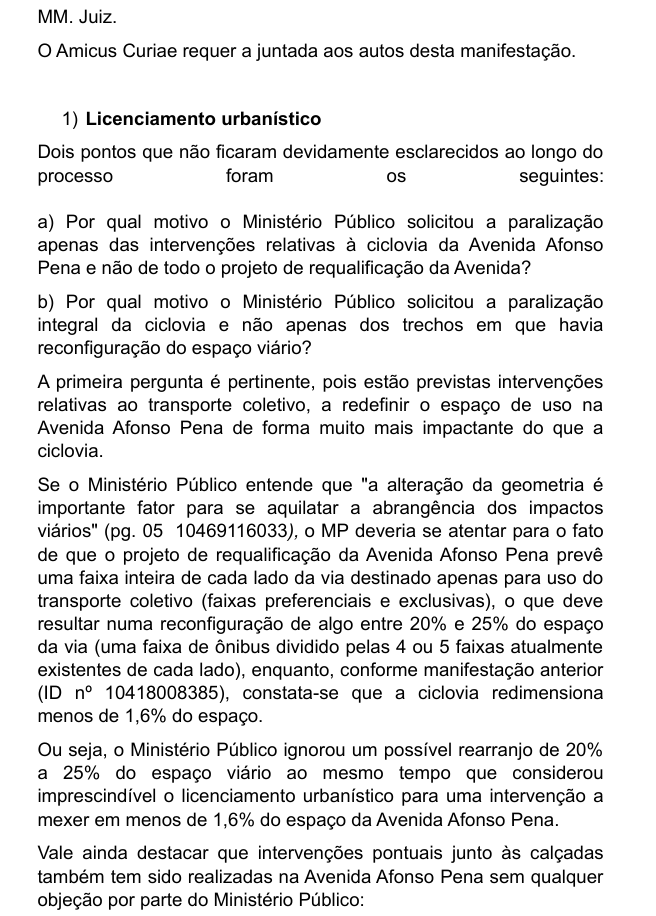 MM. Juiz.
O Amicus Curiae requer a juntada aos autos desta manifestação.
1) Licenciamento urbanístico
Dois pontos que não ficaram devidamente esclarecidos ao longo do
processo foram os seguintes:
a) Por qual motivo o Ministério Público solicitou a paralização
apenas das intervenções relativas à ciclovia da Avenida Afonso
Pena e não de todo o projeto de requalificação da Avenida?
b) Por qual motivo o Ministério Público solicitou a paralização
integral da ciclovia e não apenas dos trechos em que havia
reconfiguração do espaço viário?
A primeira pergunta é pertinente, pois estão previstas intervenções
relativas ao transporte coletivo, a redefinir o espaço de uso na
Avenida Afonso Pena de forma muito mais impactante do que a
ciclovia.
Se o Ministério Público entende que "a alteração da geometria é
importante fator para se aquilatar a abrangência dos impactos
viários" (pg. 05 10469116033), o MP deveria se atentar para o fato
de que o projeto de requalificação da Avenida Afonso Pena prevê
uma faixa inteira de cada lado da via destinado apenas para uso do
transporte coletivo (faixas preferenciais e exclusivas), o que deve
resultar numa reconfiguração de algo entre 20% e 25% do espaço
da via (uma faixa de ônibus dividido pelas 4 ou 5 faixas atualmente
existentes de cada lado), enquanto, conforme manifestação anterior
(ID nº 10418008385), constata-se que a ciclovia redimensiona
menos de 1,6% do espaço.
Ou seja, o Ministério Público ignorou um possível rearranjo de 20%
a 25% do espaço viário ao mesmo tempo que considerou
imprescindível o licenciamento urbanístico para uma intervenção a
mexer em menos de 1,6% do espaço da Avenida Afonso Pena.
Vale ainda destacar que intervenções pontuais junto às calçadas
também tem sido realizadas na Avenida Afonso Pena sem qualquer
objeção por parte do Ministério Público: